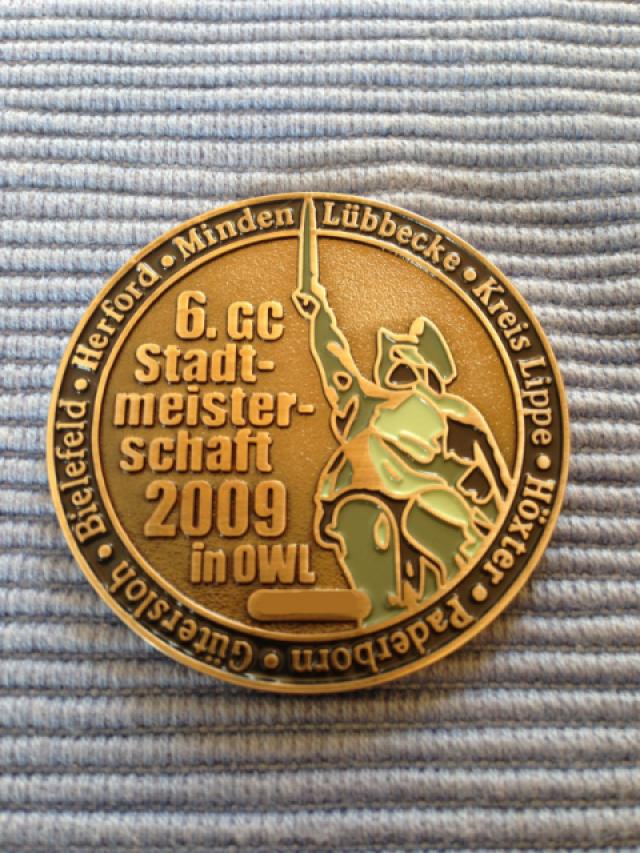 6. GC
Stadt-
meister-
schaft
2009
in OWL
Bielefeld • Herford • Minden Lübbecke • Kreis Lippe • Höxter • Paderborn • Gütersloh •